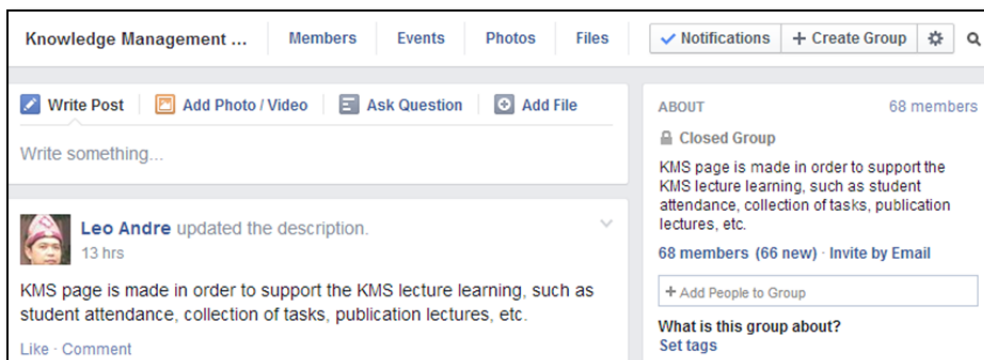 Knowledge Management ... Members Events Photos Files Notifications + Create Group
Write Post Add Photo / Video Ask Question Add File
Write something...
Leo Andre updated the description.
13 hrs
KMS page is made in order to support the KMS lecture learning, such as
student attendance, collection of tasks, publication lectures, etc.
Like · Comment
ABOUT 68 members
Closed Group
KMS page is made in order to support the
KMS lecture learning, such as student
attendance, collection of tasks, publication
lectures, etc.
68 members (66 new) · Invite by Email
+ Add People to Group
What is this group about?
Set tags